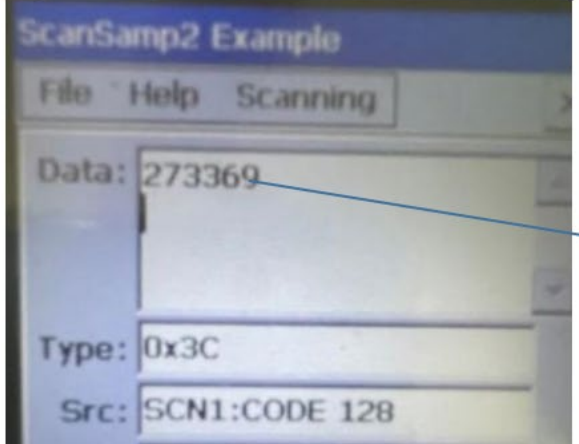 ScanSamp2 Example
File Help Scanning
Data: 273369
Type: 0x3C
Src: SCN1:CODE 128